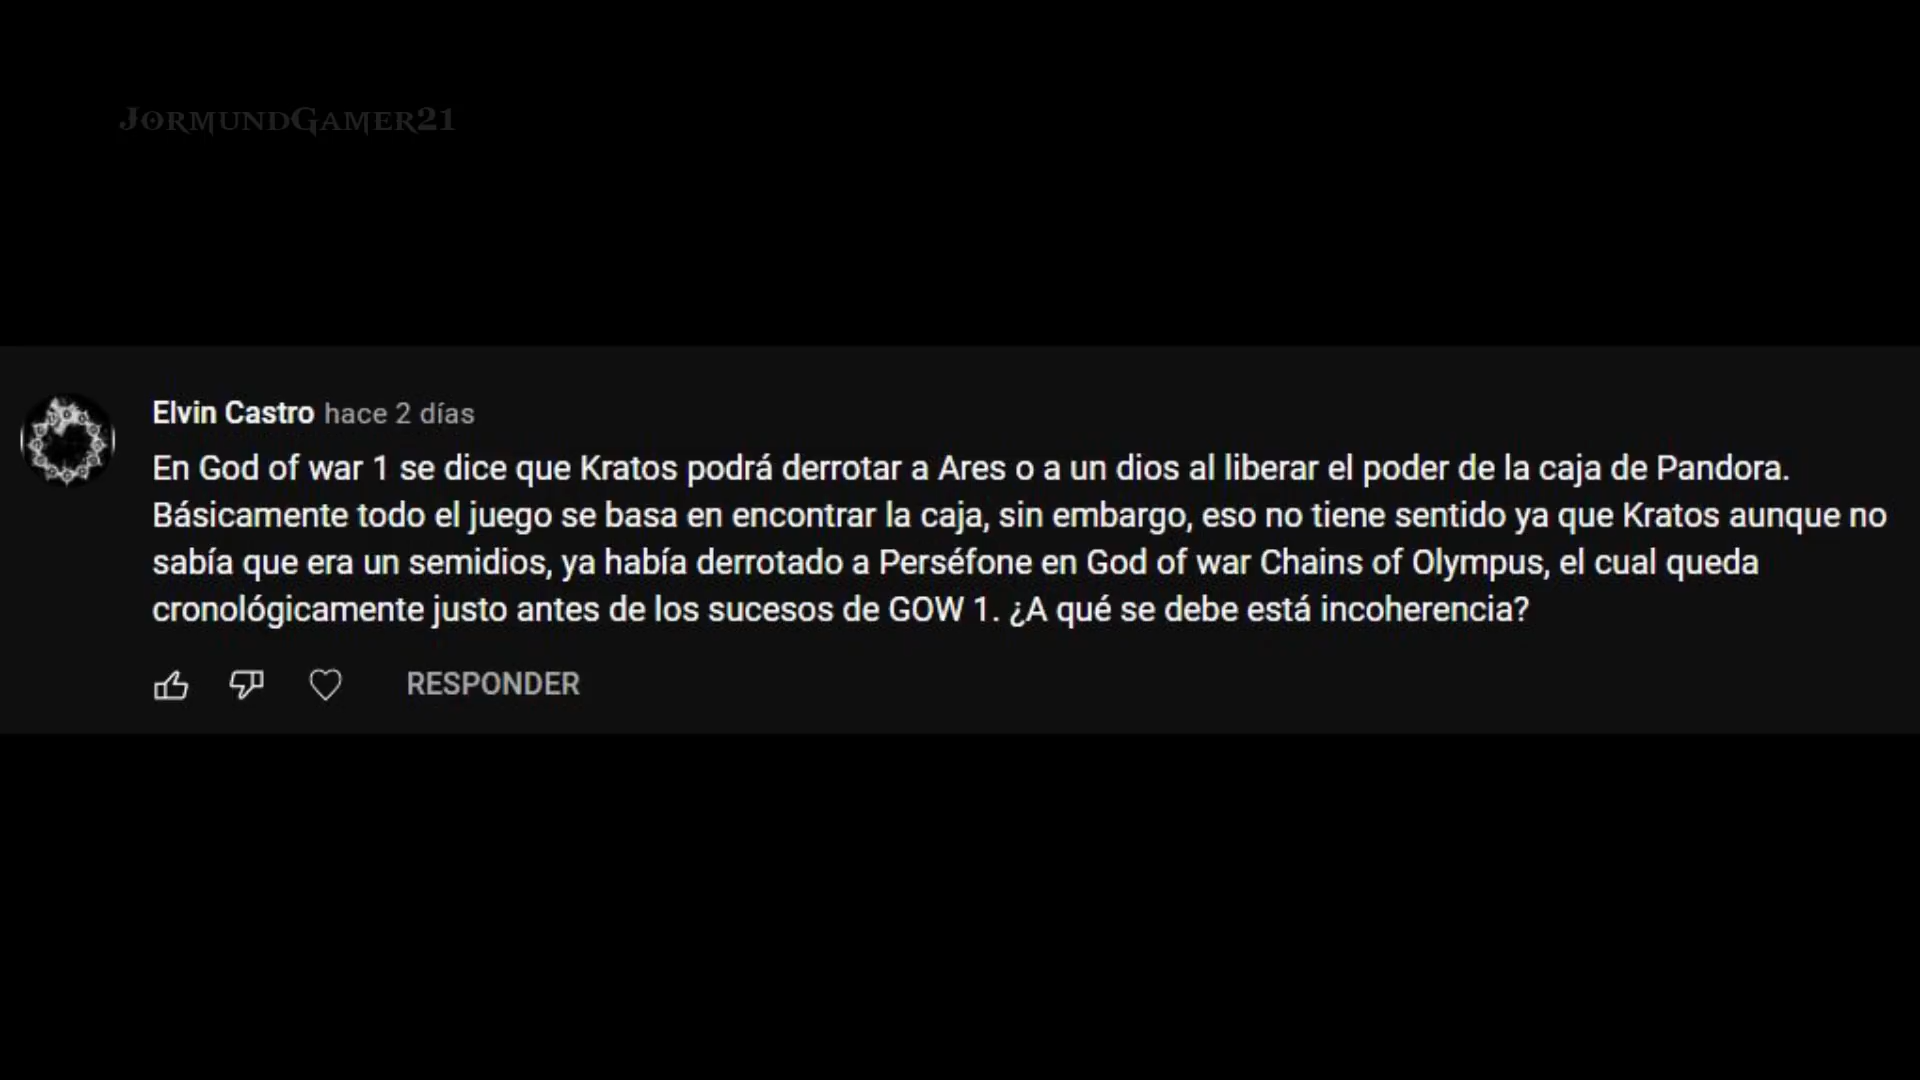 JormundGamer21
Elvin Castro hace 2 días
En God of war 1 se dice que Kratos podrá derrotar a Ares o a un dios al liberar el poder de la caja de Pandora.
Básicamente todo el juego se basa en encontrar la caja, sin embargo, eso no tiene sentido ya que Kratos aunque no
sabía que era un semidios, ya había derrotado a Perséfone en God of war Chains of Olympus, el cual queda
cronológicamente justo antes de los sucesos de GOW 1. ¿A qué se debe está incoherencia?
RESPONDER